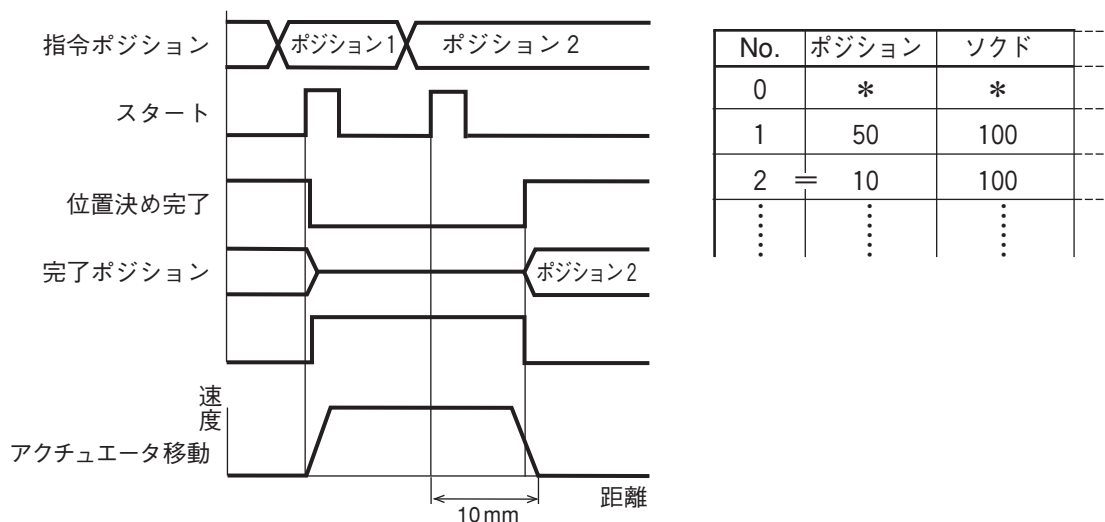 指令ポジション
ポジション1
ポジション2
スタート
位置決め完了
完了ポジション
ポジション2
速度
アクチュエータ移動
距離
10mm
No. ポジション ソクド
0 * *
1 50 100
2 = 10 100